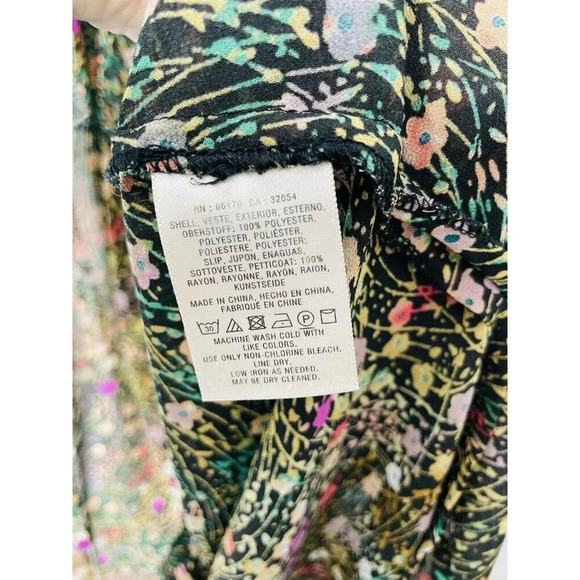 RN : 66170 CA : 32054
SHELL, VESTE, EXTERIOR, ESTERNO,
OBERSTOFF: 100% POLYESTER,
POLYESTER, POLIÉSTER,
POLIESTERE, POLYESTER;
SLIP, JUPON, ENAGUAS,
SOTTOVESTE, PETTICOAT: 100%
RAYON, RAYONNE, RAYÓN, RAION,
KUNSTSEIDE
MADE IN CHINA, HECHO EN CHINA,
FABRIQUÉ EN CHINE
30 P
MACHINE WASH COLD WITH
LIKE COLORS.
USE ONLY NON-CHLORINE BLEACH.
LINE DRY.
LOW IRON AS NEEDED.
MAY BE DRY CLEANED.